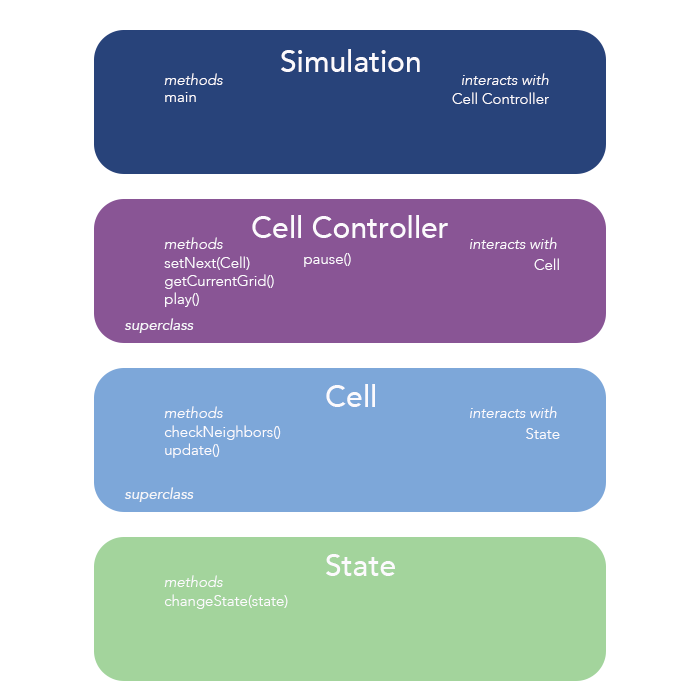 Simulation
methods
interacts with
main
Cell Controller
Cell Controller
methods
interacts with
setNext(Cell)
pause()
Cell
getCurrentGrid()
play()
superclass
Cell
methods
interacts with
checkNeighbors()
State
update()
superclass
State
methods
changeState(state)